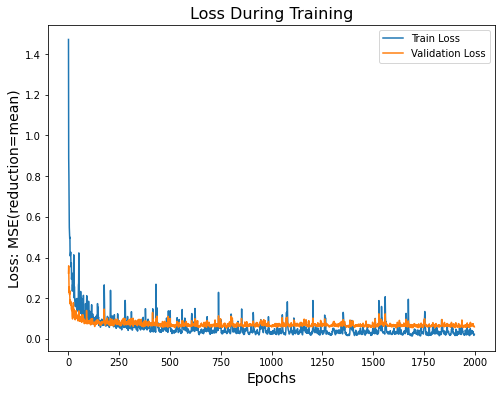 Loss During Training
Train Loss
Validation Loss
Loss: MSE(reduction=mean)
1.4
1.2
1.0
0.8
0.6
0.4
0.2
0.0
0 250 500 750 1000 1250 1500 1750 2000
Epochs